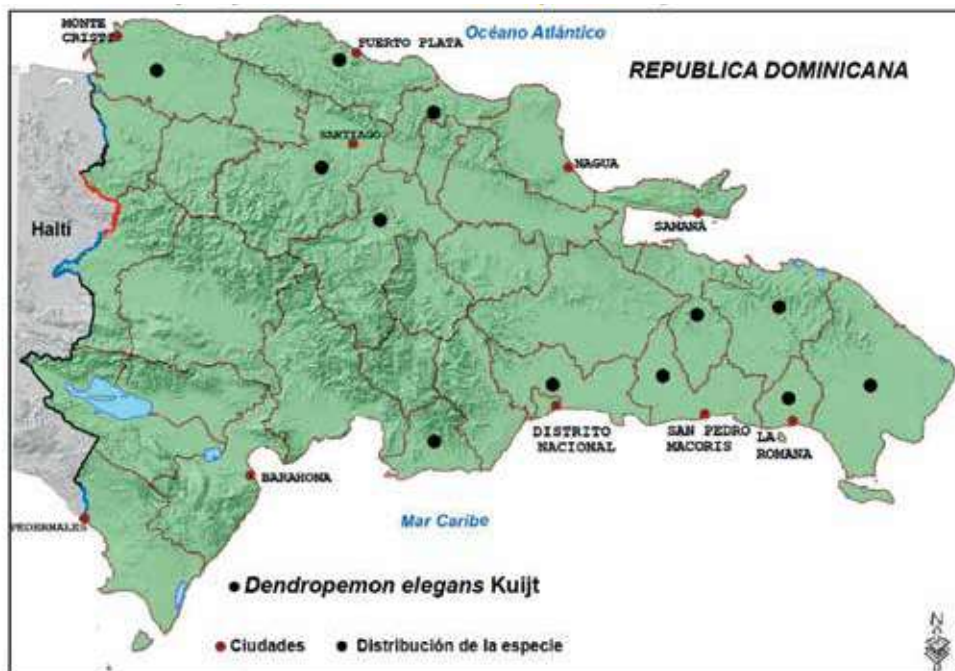 MONTE
CRISTI
Océano Atlántico
PUERTO PLATA
REPUBLICA DOMINICANA
SANTIAGO
NAGUA
Haití
SAMANÁ
DISTRITO
NACIONAL
SAN PEDRO
MACORIS
LA
ROMANA
BARAHONA
PEDERNALES
Mar Caribe
Dendropemon elegans Kuijt
Ciudades
Distribución de la especie
N